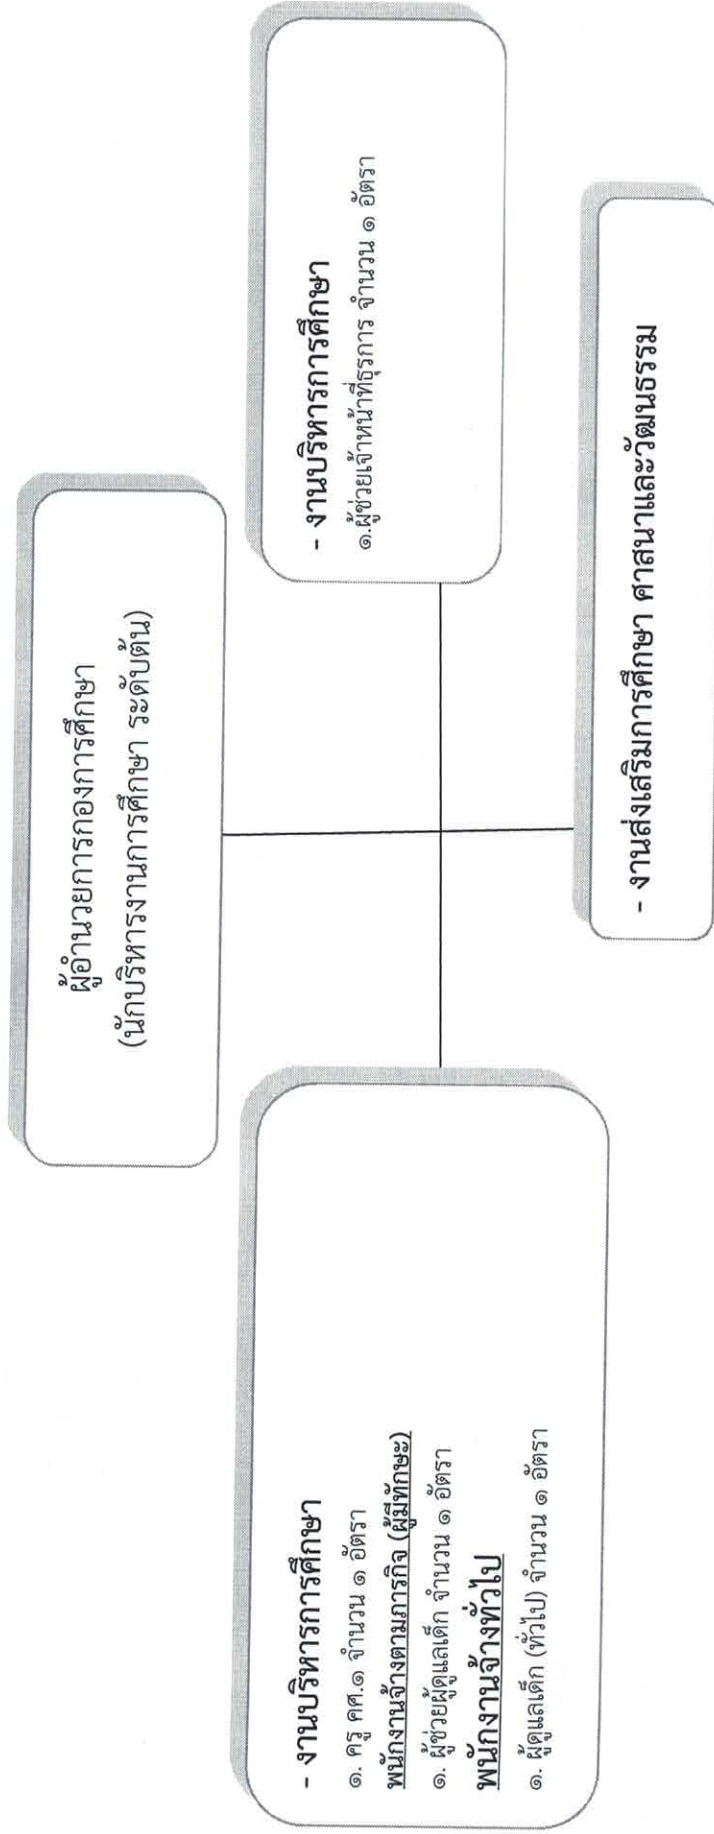 ผู้อำนวยการกองการศึกษา
(นักบริหารงานการศึกษา ระดับต้น)
- งานบริหารการศึกษา
๑. ครู คศ.๑ จำนวน ๑ อัตรา
พนักงานจ้างตามภารกิจ (ผู้มีทักษะ)
๑. ผู้ช่วยผู้ดูแลเด็ก จำนวน ๑ อัตรา
พนักงานจ้างทั่วไป
๑. ผู้ดูแลเด็ก (ทั่วไป) จำนวน ๑ อัตรา
- งานบริหารการศึกษา
๑.ผู้ช่วยเจ้าหน้าที่ธุรการ จำนวน ๑ อัตรา
- งานส่งเสริมการศึกษา ศาสนาและวัฒนธรรม